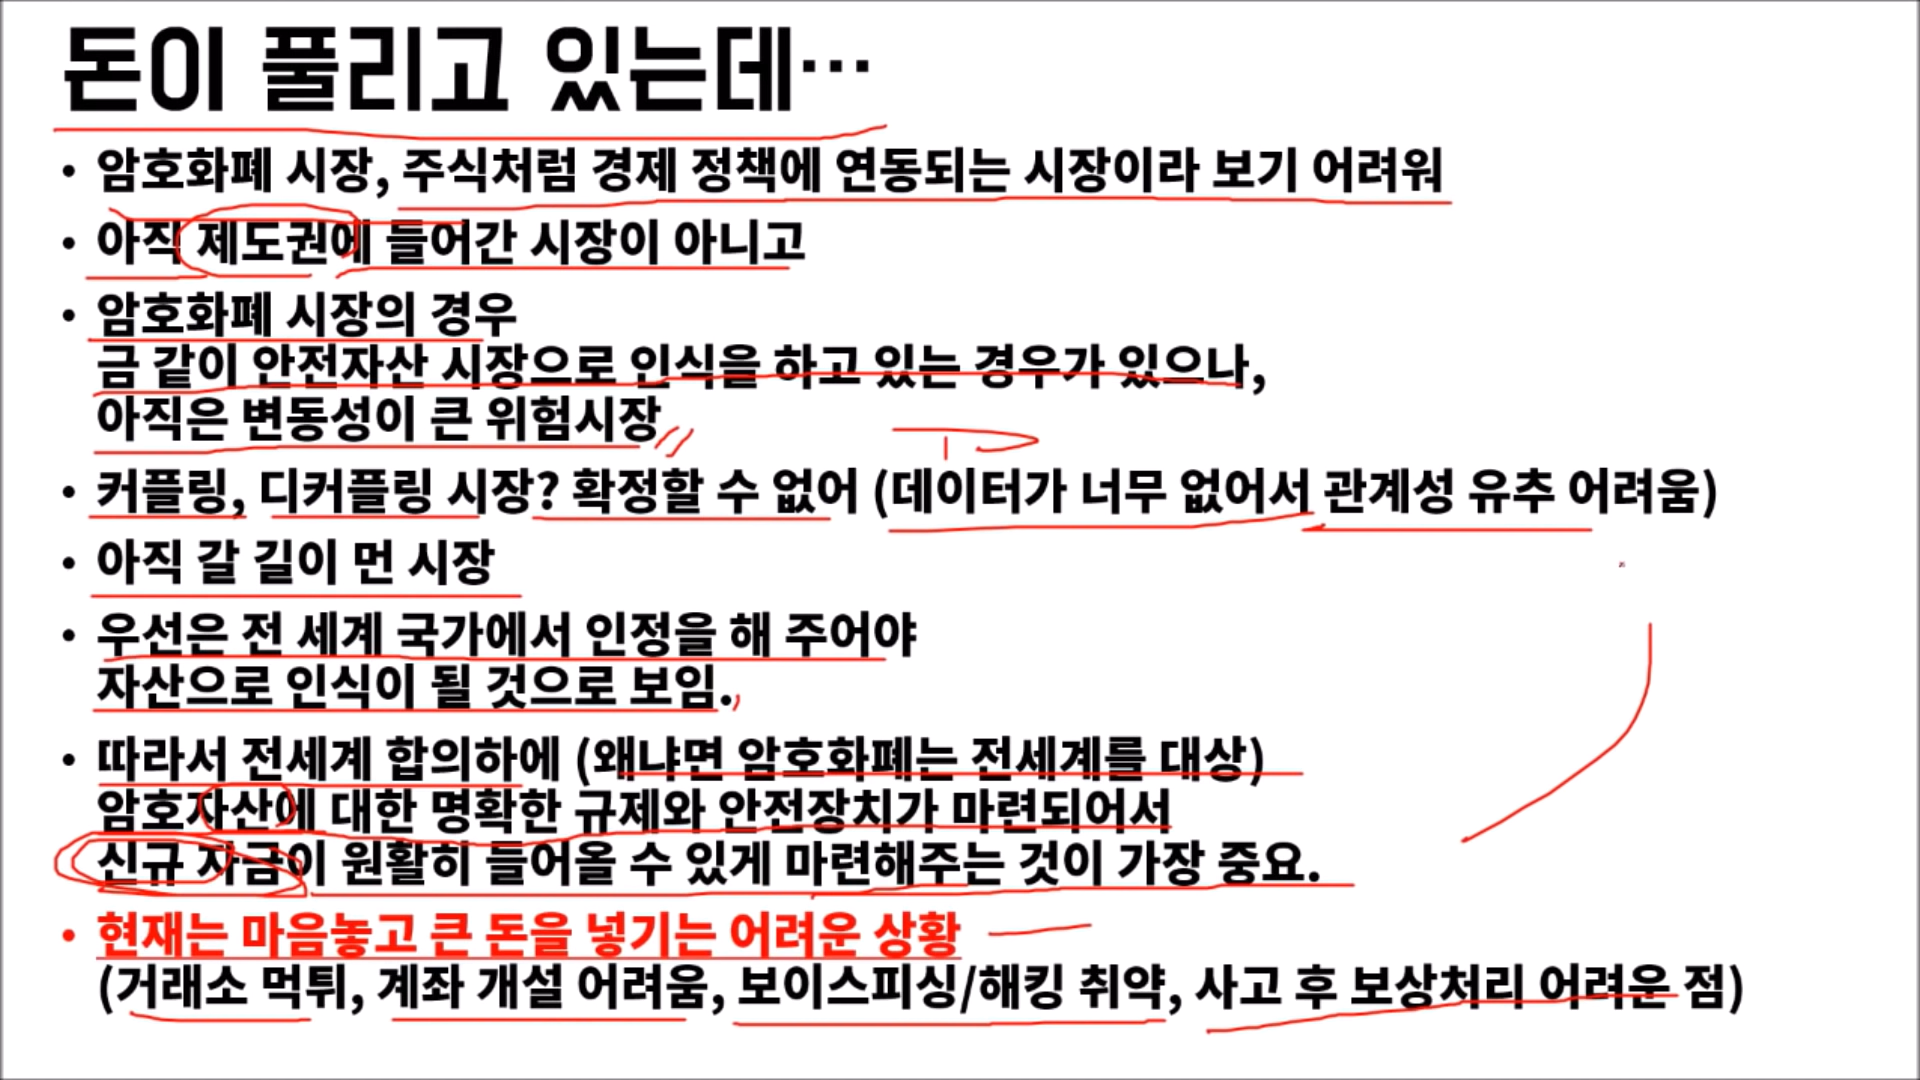 돈이 풀리고 있는데…
• 암호화폐 시장, 주식처럼 경제 정책에 연동되는 시장이라 보기 어려워
• 아직 제도권에 들어간 시장이 아니고
• 암호화폐 시장의 경우
금 같이 안전자산 시장으로 인식을 하고 있는 경우가 있으나,
아직은 변동성이 큰 위험시장
• 커플링, 디커플링 시장? 확정할 수 없어 (데이터가 너무 없어서 관계성 유추 어려움)
• 아직 갈 길이 먼 시장
• 우선은 전 세계 국가에서 인정을 해 주어야
자산으로 인식이 될 것으로 보임.
• 따라서 전세계 합의하에 (왜냐면 암호화폐는 전세계를 대상)
암호자산에 대한 명확한 규제와 안전장치가 마련되어서
신규 자금이 원활히 들어올 수 있게 마련해주는 것이 가장 중요.
• 현재는 마음놓고 큰 돈을 넣기는 어려운 상황
(거래소 먹튀, 계좌 개설 어려움, 보이스피싱/해킹 취약, 사고 후 보상처리 어려운 점)